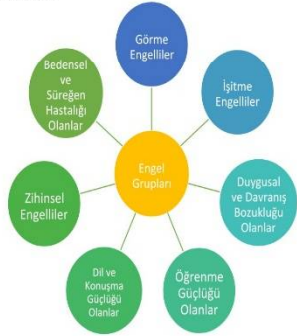 Görme
Engelliler
İşitme
Engelliler
Duygusal
ve Davranış
Bozukluğu
Olanlar
Öğrenme
Güçlüğü
Olanlar
Dil ve
Konuşma
Güçlüğü
Olanlar
Zihinsel
Engelliler
Bedensel
ve
Süreğen
Hastalığı
Olanlar
Engel
Grupları